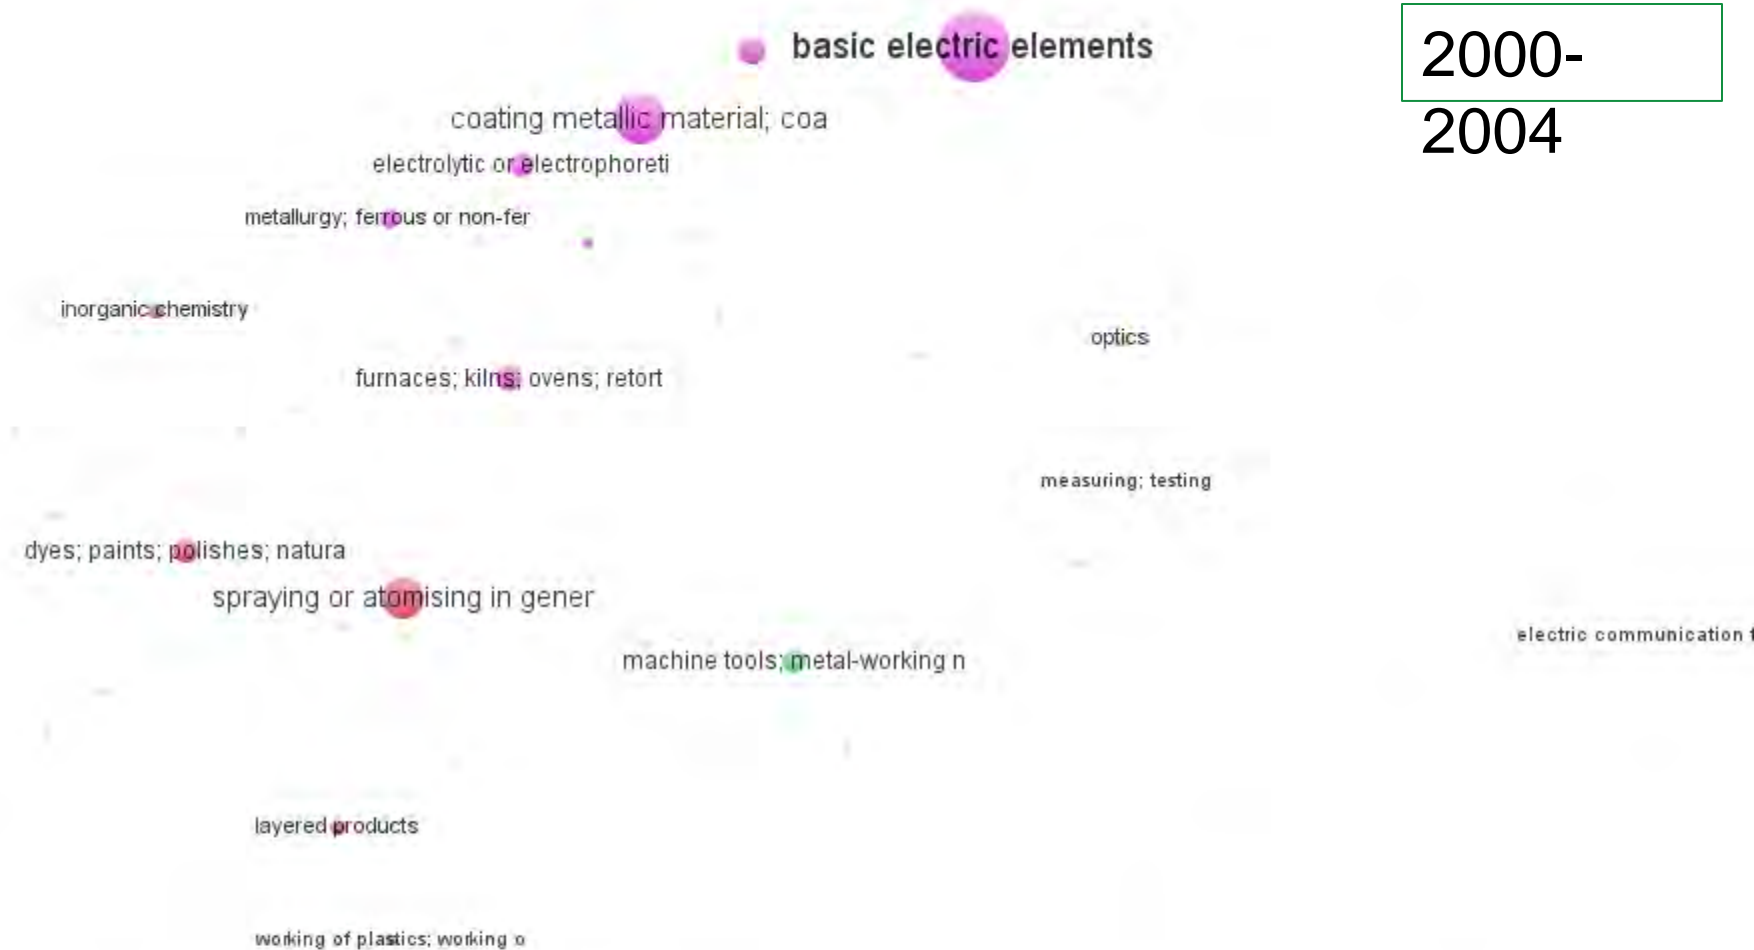 basic electric elements
2000-
2004
coating metallic material; coa
electrolytic or electrophoreti
metallurgy; ferrous or non-fer
inorganic chemistry
optics
furnaces; kilns; ovens; retort
measuring; testing
dyes; paints; polishes; natura
spraying or atomising in gener
electric communication t
machine tools; metal-working n
layered products
working of plastics; working o